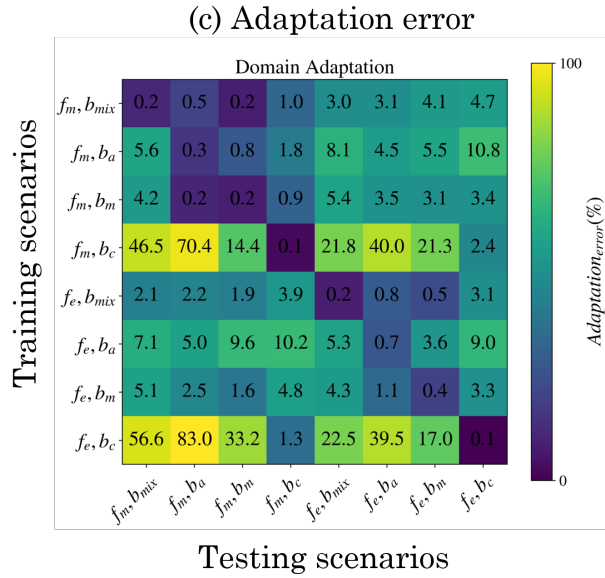 (c) Adaptation error
Domain Adaptation
Training scenarios
f_m, b_mix 0.2 0.5 0.2 1.0 3.0 3.1 4.1 4.7
f_m, b_a 5.6 0.3 0.8 1.8 8.1 4.5 5.5 10.8
f_m, b_m 4.2 0.2 0.2 0.9 5.4 3.5 3.1 3.4
f_m, b_c 46.5 70.4 14.4 0.1 21.8 40.0 21.3 2.4
f_e, b_mix 2.1 2.2 1.9 3.9 0.2 0.8 0.5 3.1
f_e, b_a 7.1 5.0 9.6 10.2 5.3 0.7 3.6 9.0
f_e, b_m 5.1 2.5 1.6 4.8 4.3 1.1 0.4 3.3
f_e, b_c 56.6 83.0 33.2 1.3 22.5 39.5 17.0 0.1
f_m, b_mix f_m, b_a f_m, b_m f_m, b_c f_e, b_mix f_e, b_a f_e, b_m f_e, b_c
100
Adaptation_error(%)
0
Testing scenarios